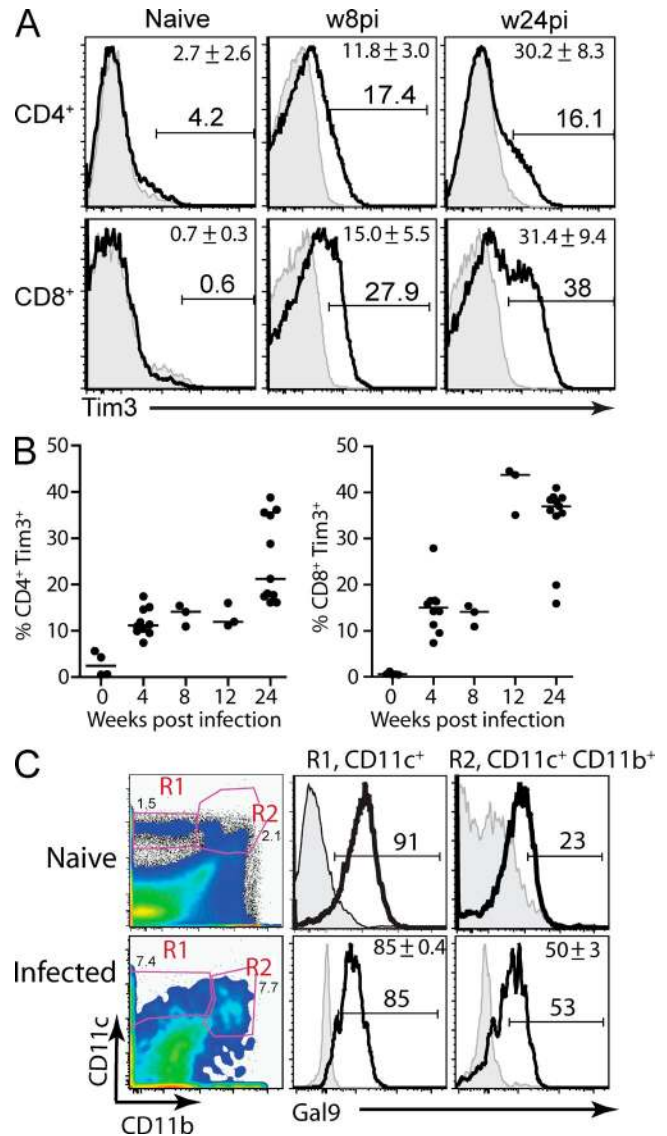 A
Naive w8pi w24pi
CD4+
2.7 ± 2.6
4.2
11.8 ± 3.0
17.4
30.2 ± 8.3
16.1
CD8+
0.7 ± 0.3
0.6
15.0 ± 5.5
27.9
31.4 ± 9.4
38
Tim3
B
% CD4+ Tim3+
50
40
30
20
10
0
0 4 8 12 24
Weeks post infection
% CD8+ Tim3+
50
40
30
20
10
0
0 4 8 12 24
Weeks post infection
C
R1, CD11c+ R2, CD11c+ CD11b+
Naive
R1
1.5
R2
2.1
91
23
Infected
R1
7.4
R2
7.7
85 ± 0.4
85
50 ± 3
53
CD11c
CD11b
Gal9